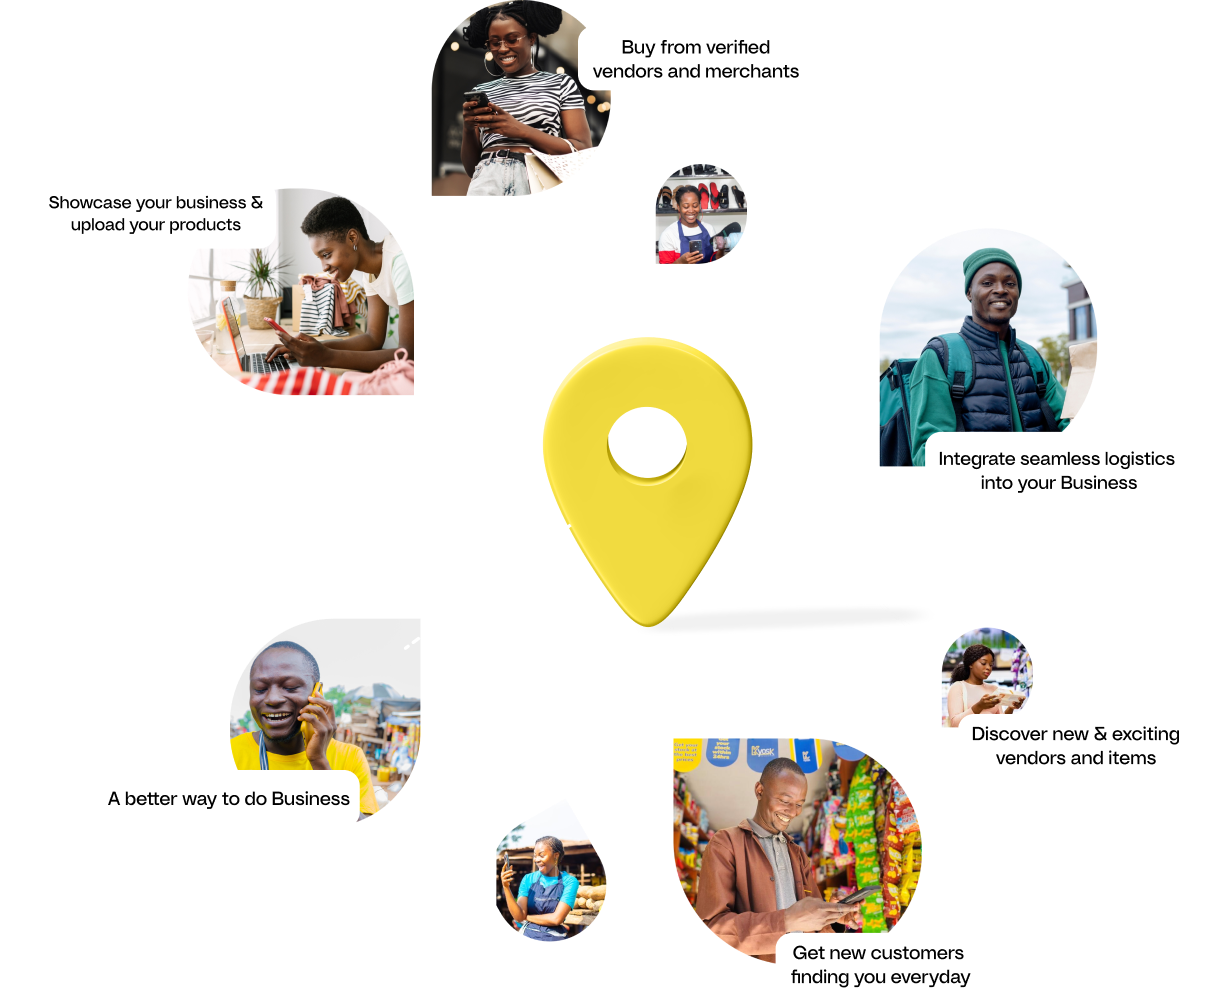 Buy from verified
vendors and merchants
Showcase your business &
upload your products
Integrate seamless logistics
into your Business
Discover new & exciting
vendors and items
A better way to do Business
Get new customers
finding you everyday